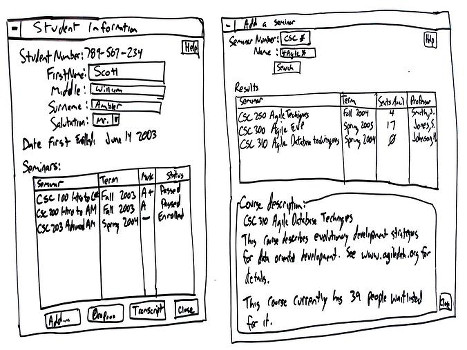 Student Information
Student Number: 789-567-234
Help
First Name: Scott
Middle: William
Surname: Ambler
Salutation: Mr.
Date First Enrolled: June 14 2003
Seminars:
Seminar Term Mark Status
CSC 100 Intro to Fall 2003 A+ Passed
CSC 200 Intro to AM Fall 2003 A Passed
CSC 203 Advanced AM Spring 2004 — Enrolled
Add... Drop... Transcript Close
Add a seminar
Seminar Number: CSC *
Help
Name: *Agile*
Search
Results
Seminar Term Seats Avail Professor
CSC 250 Agile Techniques Fall 2004 4 Smith, J.
CSC 300 Agile Spring 2005 17 Jones, S.
CSC 310 Agile Database techniques Spring 2004 0 Johnson,
Course description:
CSC 310 Agile Database Techniques
This course describes evolutionary development strategies
for data oriented development. See www.agiledata.org for
details.
This course currently has 39 people waitlisted
for it.
Close